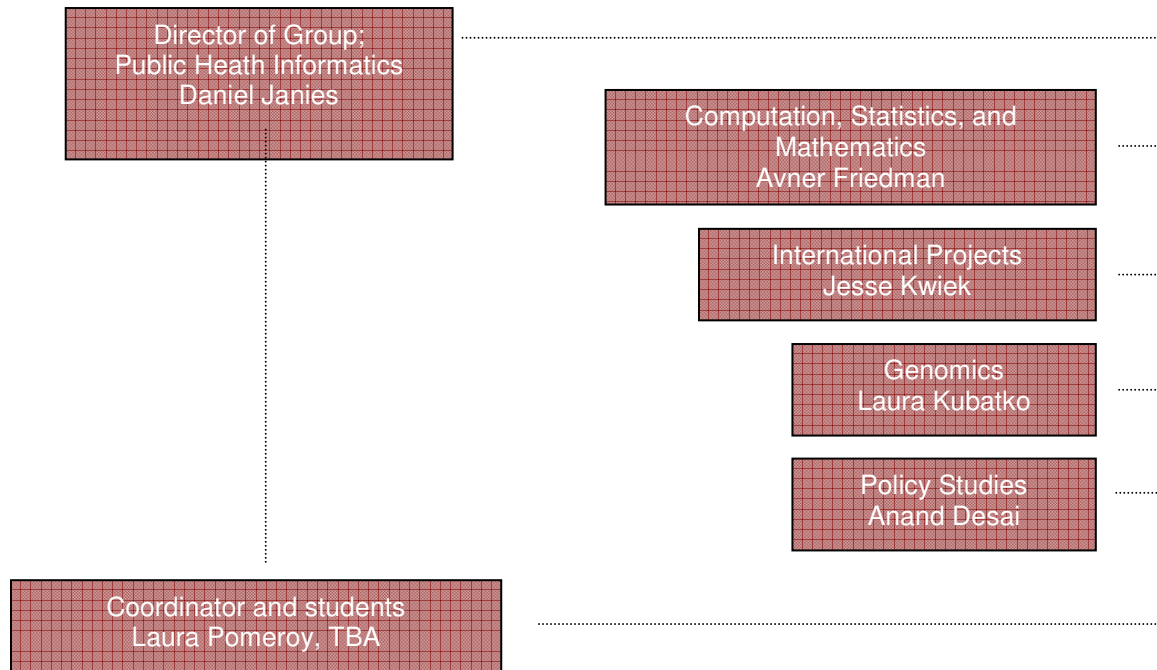 Director of Group;
Public Heath Informatics
Daniel Janies
Computation, Statistics, and
Mathematics
Avner Friedman
International Projects
Jesse Kwiek
Genomics
Laura Kubatko
Policy Studies
Anand Desai
Coordinator and students
Laura Pomeroy, TBA